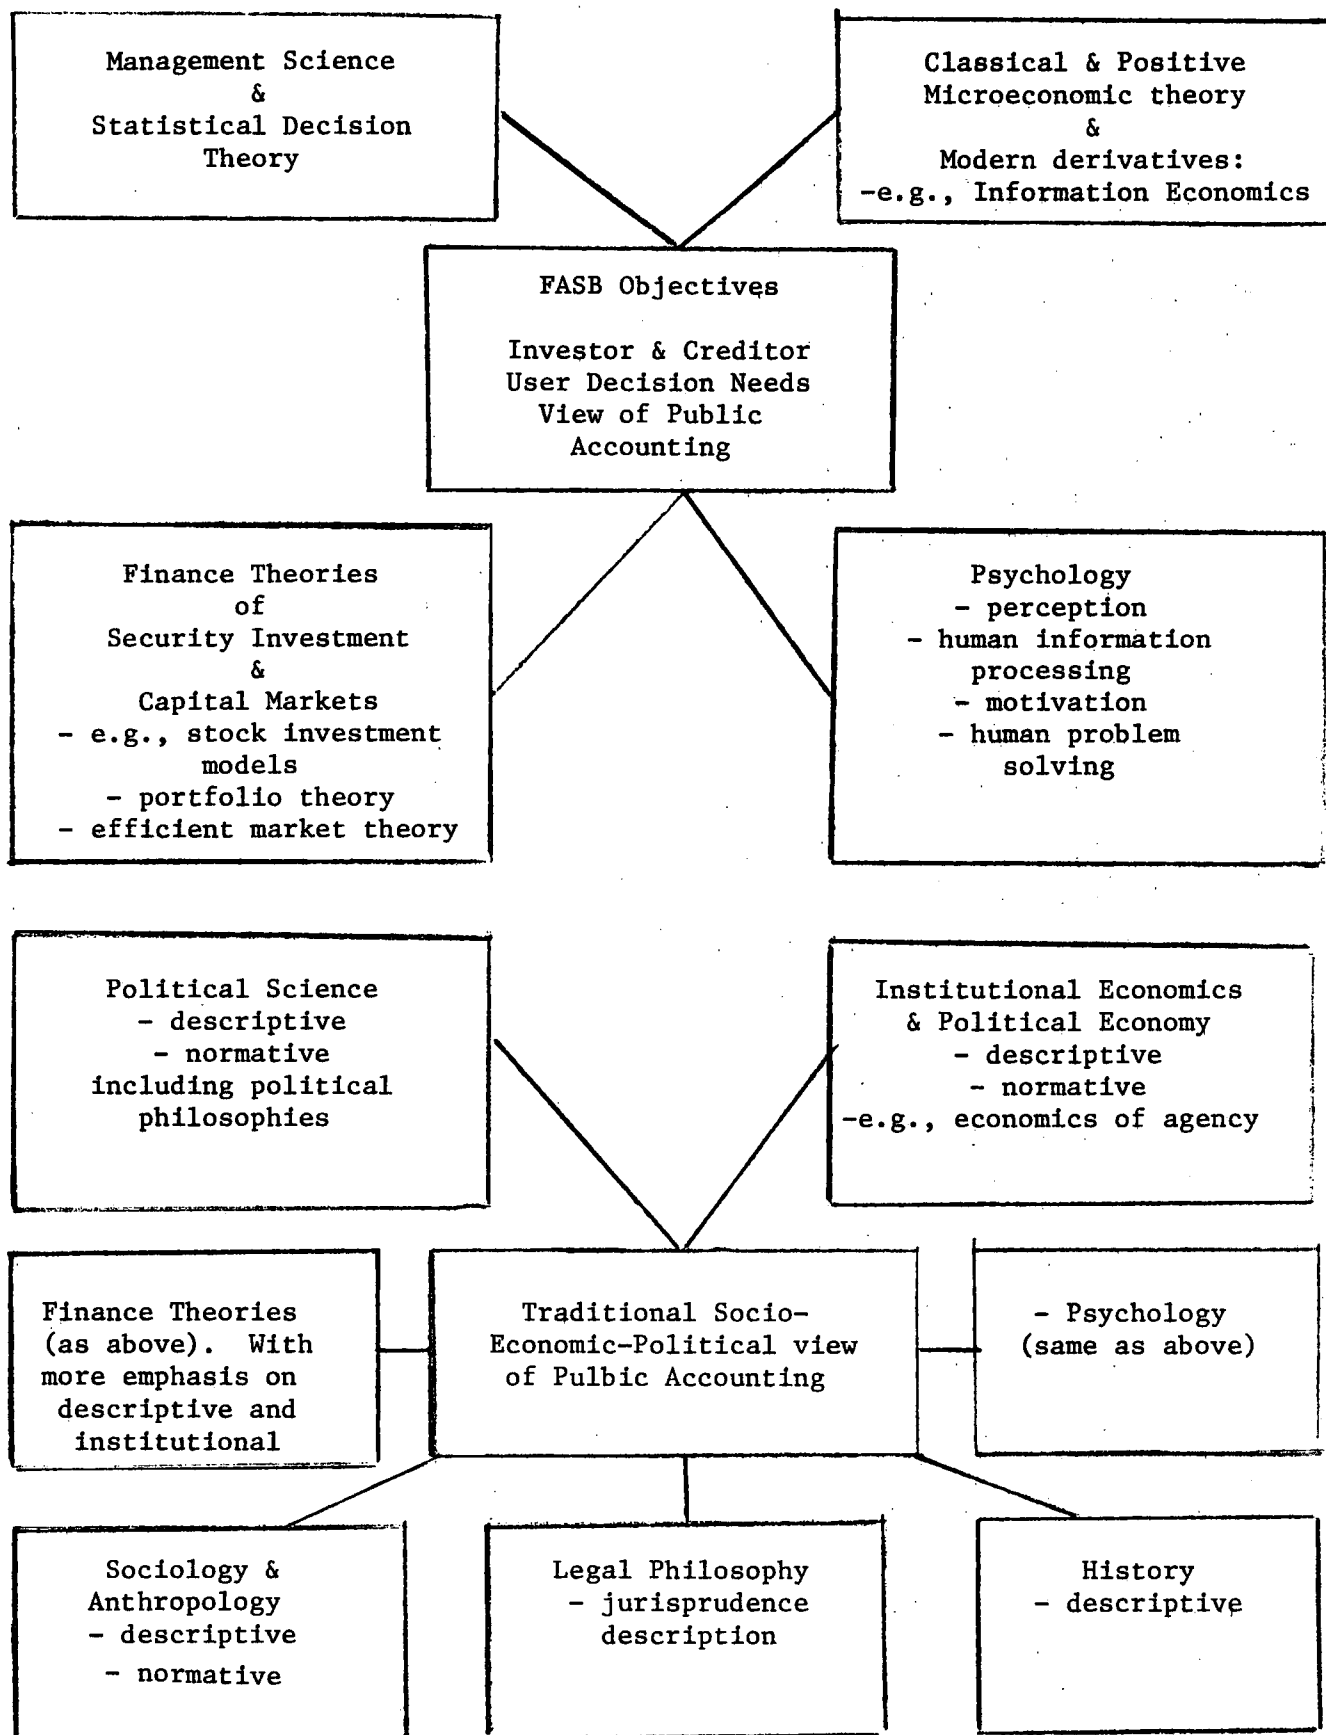 Management Science
&
Statistical Decision
Theory
Classical & Positive
Microeconomic theory
&
Modern derivatives:
-e.g., Information Economics
FASB Objectives
Investor & Creditor
User Decision Needs
View of Public
Accounting
Finance Theories
of
Security Investment
&
Capital Markets
- e.g., stock investment
models
- portfolio theory
- efficient market theory
Psychology
- perception
- human information
processing
- motivation
- human problem
solving
Political Science
- descriptive
- normative
including political
philosophies
Institutional Economics
& Political Economy
- descriptive
- normative
-e.g., economics of agency
Finance Theories
(as above). With
more emphasis on
descriptive and
institutional
Traditional Socio-
Economic-Political view
of Pulbic Accounting
- Psychology
(same as above)
Sociology &
Anthropology
- descriptive
- normative
Legal Philosophy
- jurisprudence
description
History
- descriptive